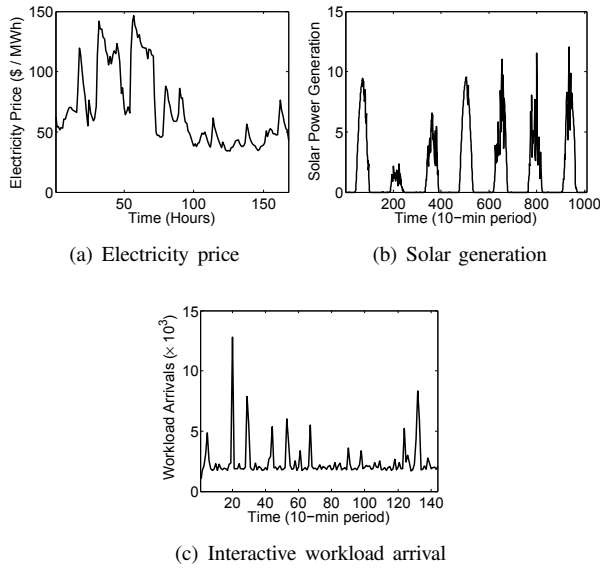 150
100
50
0
Electricity Price ($ / MWh)
50 100 150
Time (Hours)
(a) Electricity price
15
10
5
0
Solar Power Generation
200 400 600 800 1000
Time (10−min period)
(b) Solar generation
15
10
5
0
Workload Arrivals (× 10³)
20 40 60 80 100 120 140
Time (10−min period)
(c) Interactive workload arrival